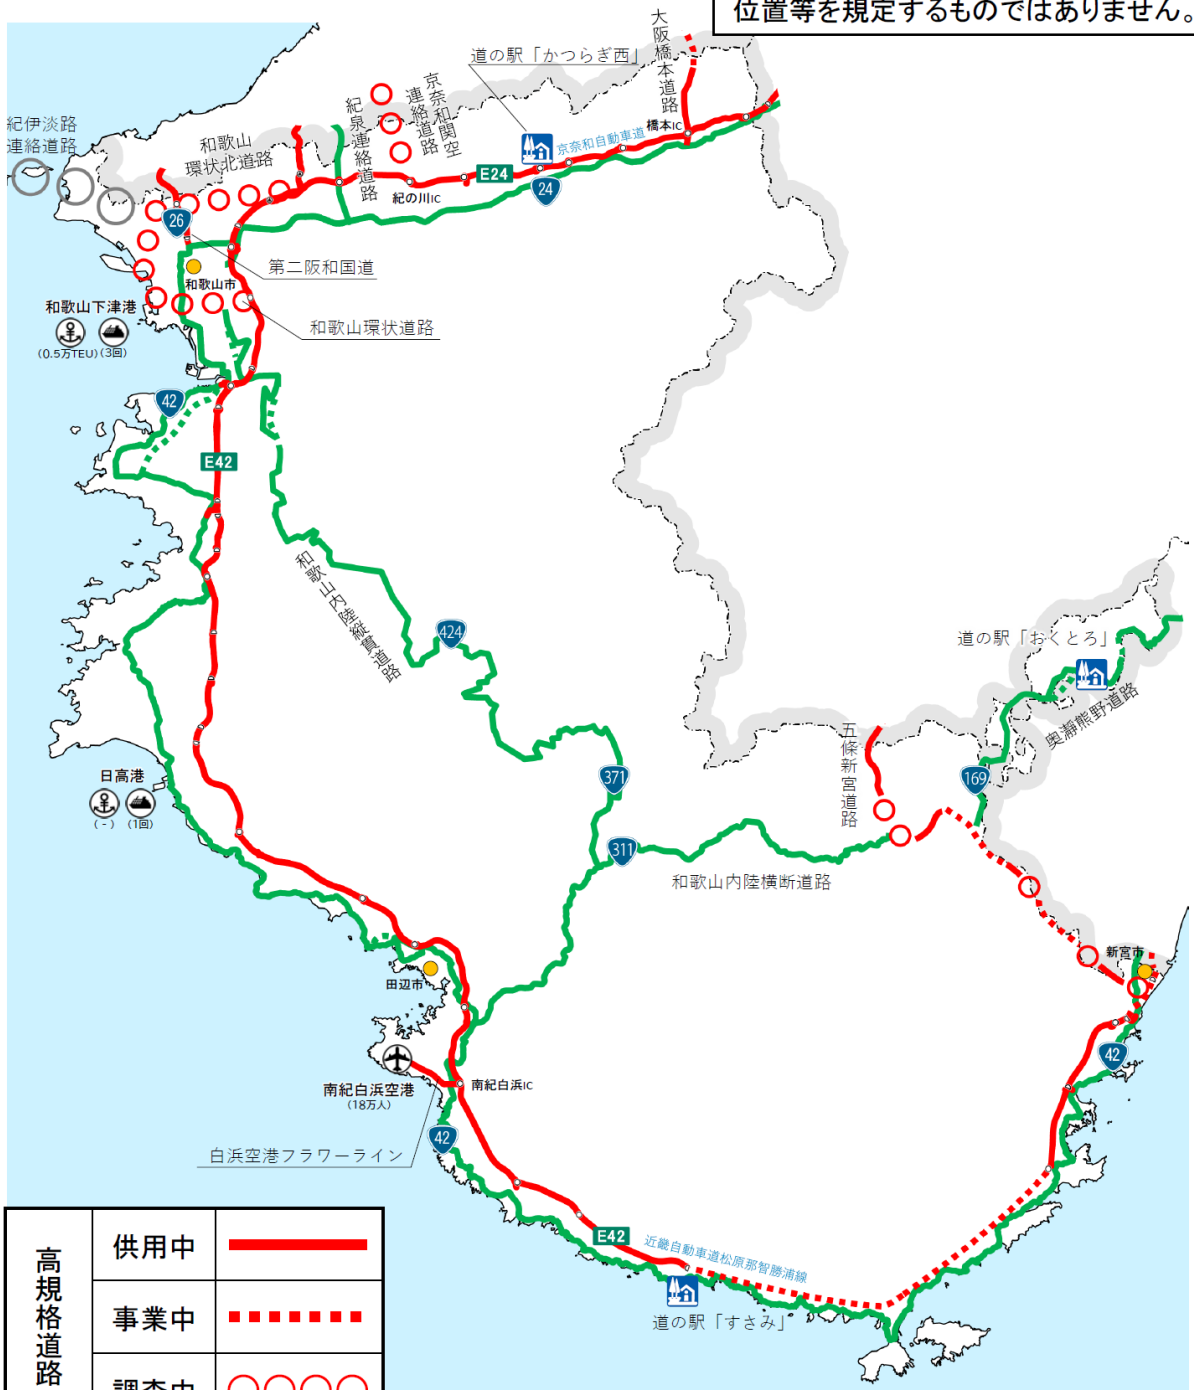 位置等を規定するものではありません。
大阪橋本道路
道の駅「かつらぎ西」
京奈和関空
連絡道路
紀泉連絡道路
紀伊淡路
連絡道路
和歌山
環状北道路
橋本IC
京奈和自動車道
E24
24
紀の川IC
26
第二阪和国道
和歌山市
和歌山下津港
(0.5万TEU)
(3回)
和歌山環状道路
42
E42
和歌山内陸縦貫道路
424
道の駅「おくとろ」
奥瀞熊野道路
五條新宮道路
169
371
日高港
(-)
(1回)
311
和歌山内陸横断道路
新宮市
田辺市
42
南紀白浜空港
(18万人)
南紀白浜IC
42
白浜空港フラワーライン
E42
近畿自動車道松原那智勝浦線
道の駅「すさみ」
高規格道路
供用中
事業中
調査中